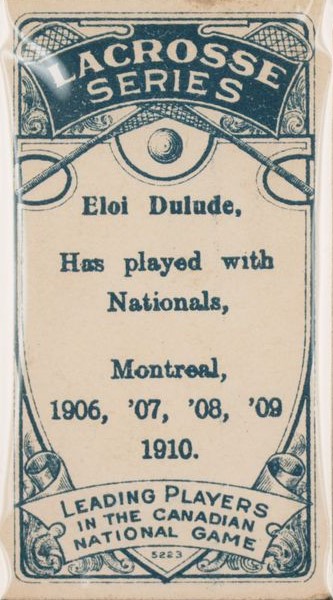 LACROSSE
SERIES
Eloi Dulude,
Has played with
Nationals,
Montreal,
1906, '07, '08, '09
1910.
LEADING PLAYERS
IN THE CANADIAN
NATIONAL GAME
5223